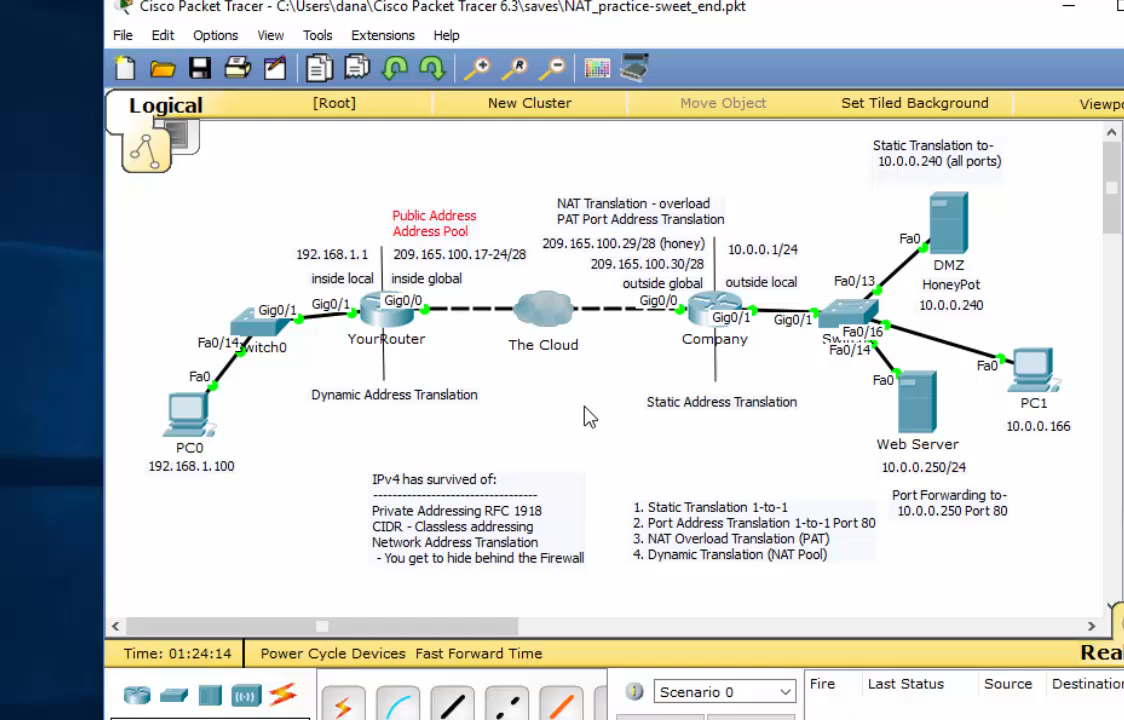 Cisco Packet Tracer - C:\Users\dana\Cisco Packet Tracer 6.3\saves\NAT_practice-sweet_end.pkt
File Edit Options View Tools Extensions Help
Logical [Root] New Cluster Move Object Set Tiled Background Viewpo
Static Translation to-
10.0.0.240 (all ports)
NAT Translation - overload
PAT Port Address Translation
Public Address
Address Pool
192.168.1.1 209.165.100.17-24/28
209.165.100.29/28 (honey) 10.0.0.1/24
209.165.100.30/28
inside local inside global
outside global outside local
Fa0
DMZ
HoneyPot
10.0.0.240
Fa0/13
Gig0/1 Gig0/1 Gig0/0
Gig0/0 Gig0/1 Gig0/1
Fa0/14 witch0
YourRouter
The Cloud
Company
Sw
Fa0/16
Fa0/14
Fa0
PC0
192.168.1.100
Dynamic Address Translation
Static Address Translation
Fa0
Web Server
10.0.0.250/24
Fa0
PC1
10.0.0.166
Port Forwarding to-
10.0.0.250 Port 80
IPv4 has survived of:
----------------------------------
Private Addressing RFC 1918
CIDR - Classless addressing
Network Address Translation
- You get to hide behind the Firewall
1. Static Translation 1-to-1
2. Port Address Translation 1-to-1 Port 80
3. NAT Overload Translation (PAT)
4. Dynamic Translation (NAT Pool)
Time: 01:24:14 Power Cycle Devices Fast Forward Time Rea
Scenario 0
Fire Last Status Source Destination